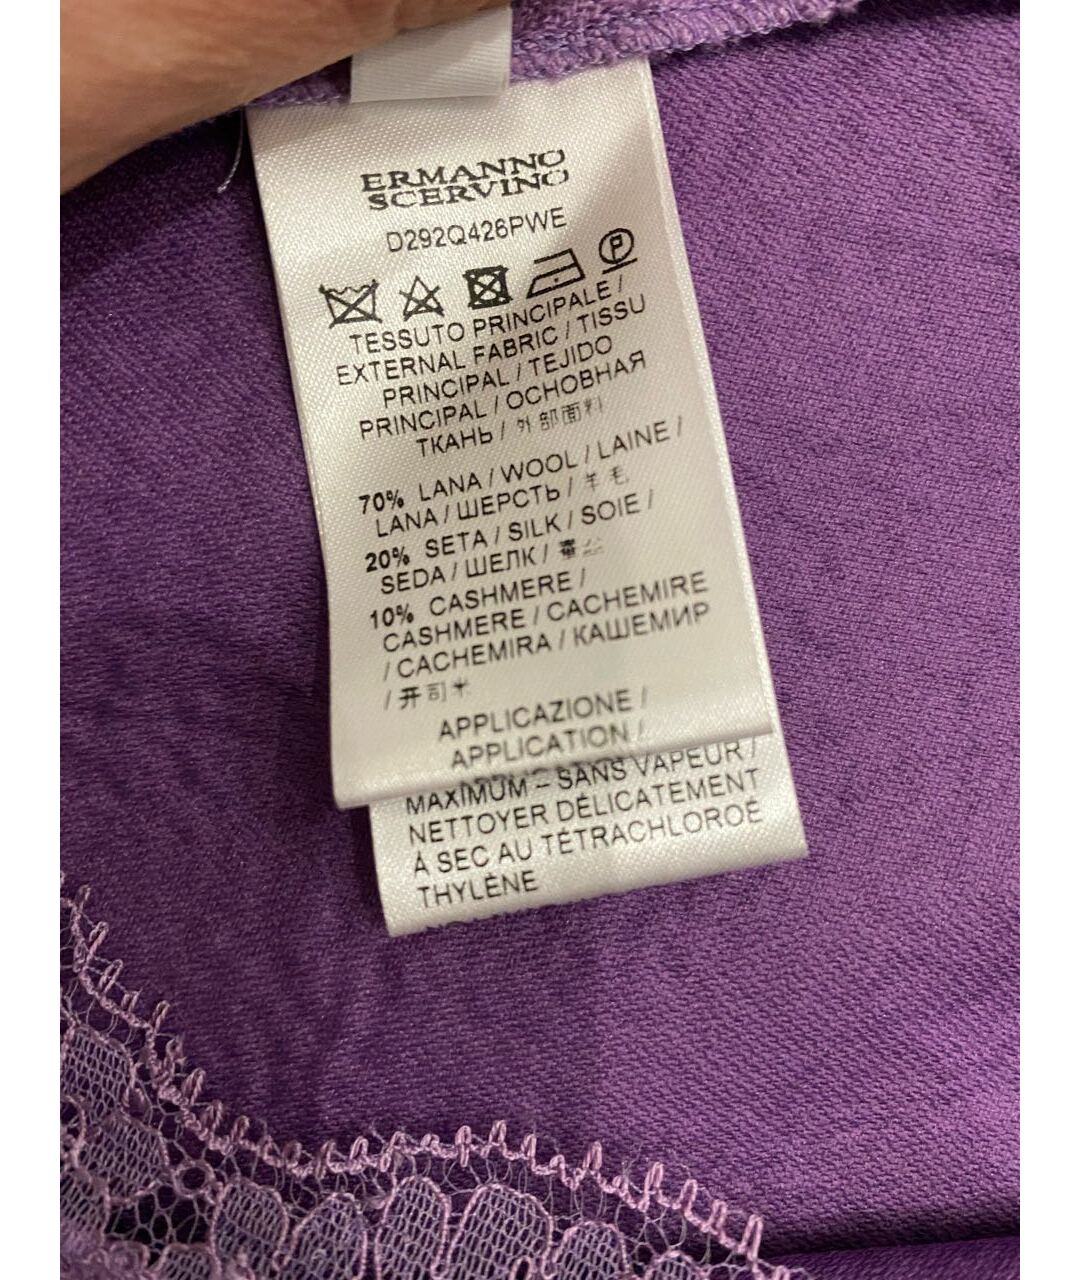 ERMANNO
SCERVINO
D292Q426PWE
P
TESSUTO PRINCIPALE /
EXTERNAL FABRIC / TISSU
PRINCIPAL / TEJIDO
PRINCIPAL / ОСНОВНАЯ
ТКАНЬ / 外部面料
70% LANA / WOOL / LAINE /
LANA / ШЕРСТЬ / 羊毛
20% SETA / SILK / SOIE /
SEDA / ШЕЛК /
10% CASHMERE /
CASHMERE / CACHEMIRE
/ CACHEMIRA / КАШЕМИР
/ 开司米
APPLICAZIONE /
APPLICATION /
MAXIMUM – SANS VAPEUR /
NETTOYER DÉLICATEMENT
À SEC AU TÉTRACHLOROÉ
THYLÈNE